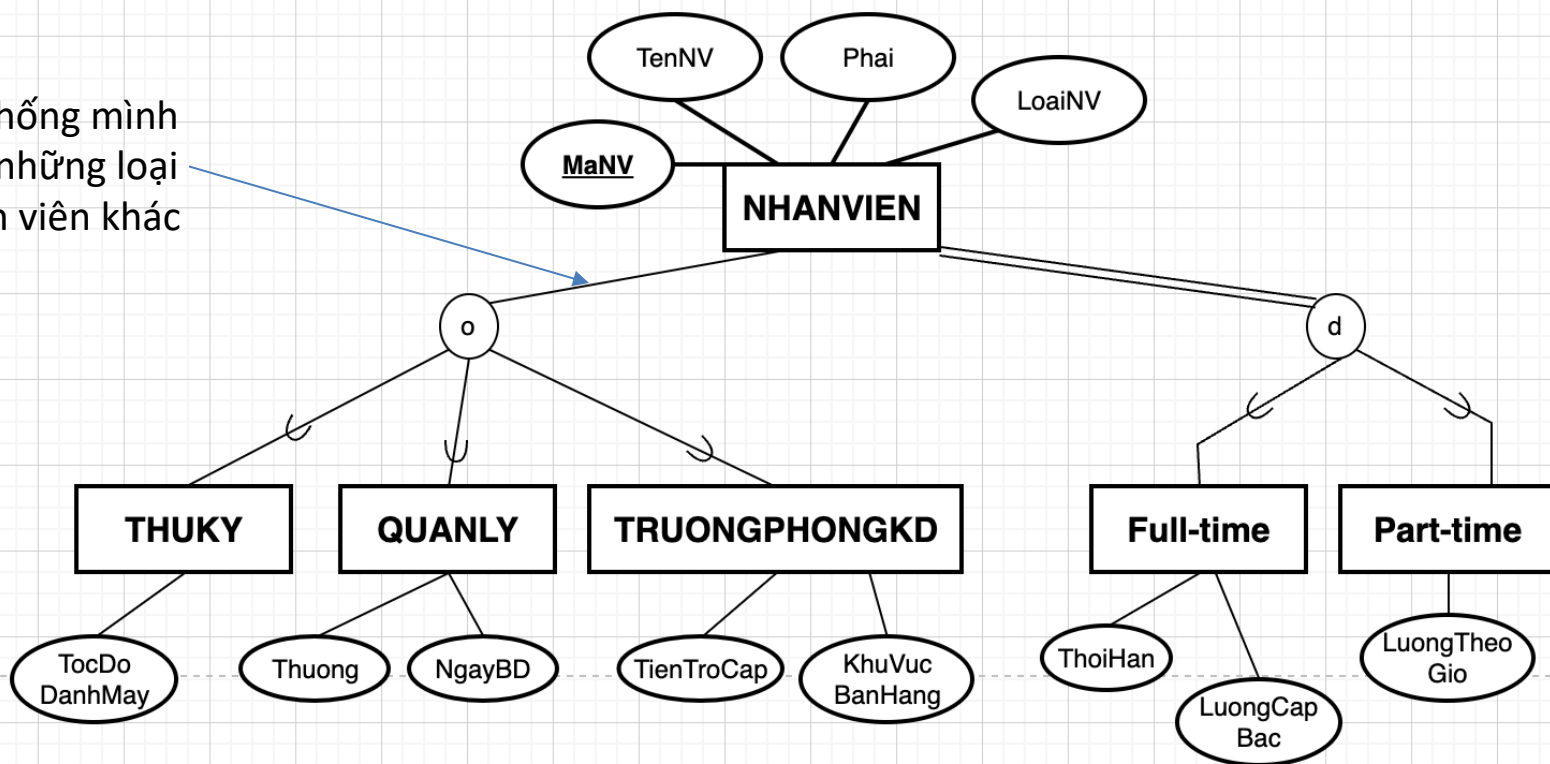 TenNV
Phai
LoaiNV
hống mình
những loại
viên khác
MaNV
NHANVIEN
o
d
THUKY
QUANLY
TRUONGPHONGKD
Full-time
Part-time
TocDo
DanhMay
Thuong
NgayBD
TienTroCap
KhuVuc
BanHang
ThoiHan
LuongCap
Bac
LuongTheo
Gio